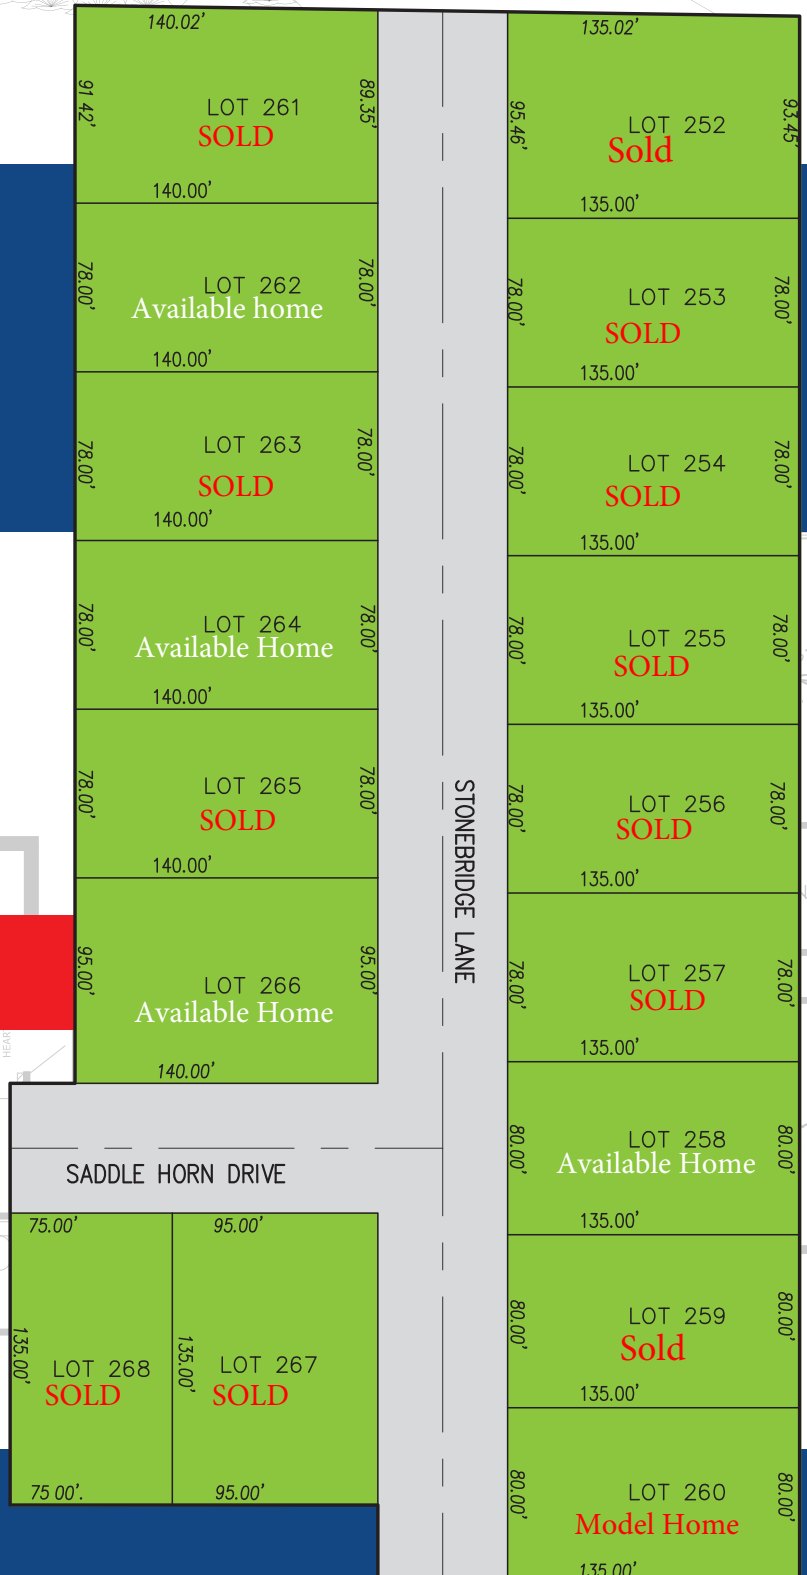 140.02'
91 42'
89.35'
LOT 261
SOLD
140.00'
78.00'
78.00'
LOT 262
Available home
140.00'
78.00'
78.00'
LOT 263
SOLD
140.00'
78.00'
78.00'
LOT 264
Available Home
140.00'
78.00'
78.00'
LOT 265
SOLD
140.00'
95.00'
95.00'
LOT 266
Available Home
140.00'
SADDLE HORN DRIVE
75.00'
95.00'
135.00'
135.00'
LOT 268
SOLD
LOT 267
SOLD
75 00'.
95.00'
STONEBRIDGE LANE
135.02'
95.46'
93.45'
LOT 252
Sold
135.00'
78.00'
78.00'
LOT 253
SOLD
135.00'
78.00'
78.00'
LOT 254
SOLD
135.00'
78.00'
78.00'
LOT 255
SOLD
135.00'
78.00'
78.00'
LOT 256
SOLD
135.00'
78.00'
78.00'
LOT 257
SOLD
135.00'
80.00'
80.00'
LOT 258
Available Home
135.00'
80.00'
80.00'
LOT 259
Sold
135.00'
80.00'
80.00'
LOT 260
Model Home
135.00'
HEAR